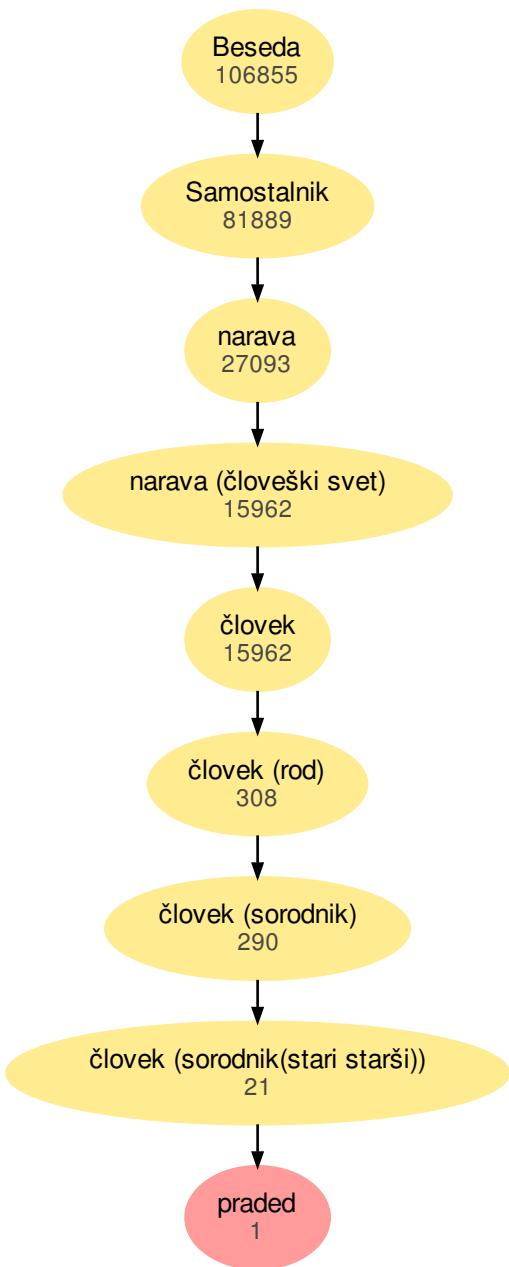 Beseda
106855
Samostalnik
81889
narava
27093
narava (človeški svet)
15962
človek
15962
človek (rod)
308
človek (sorodnik)
290
človek (sorodnik(stari starši))
21
praded
1